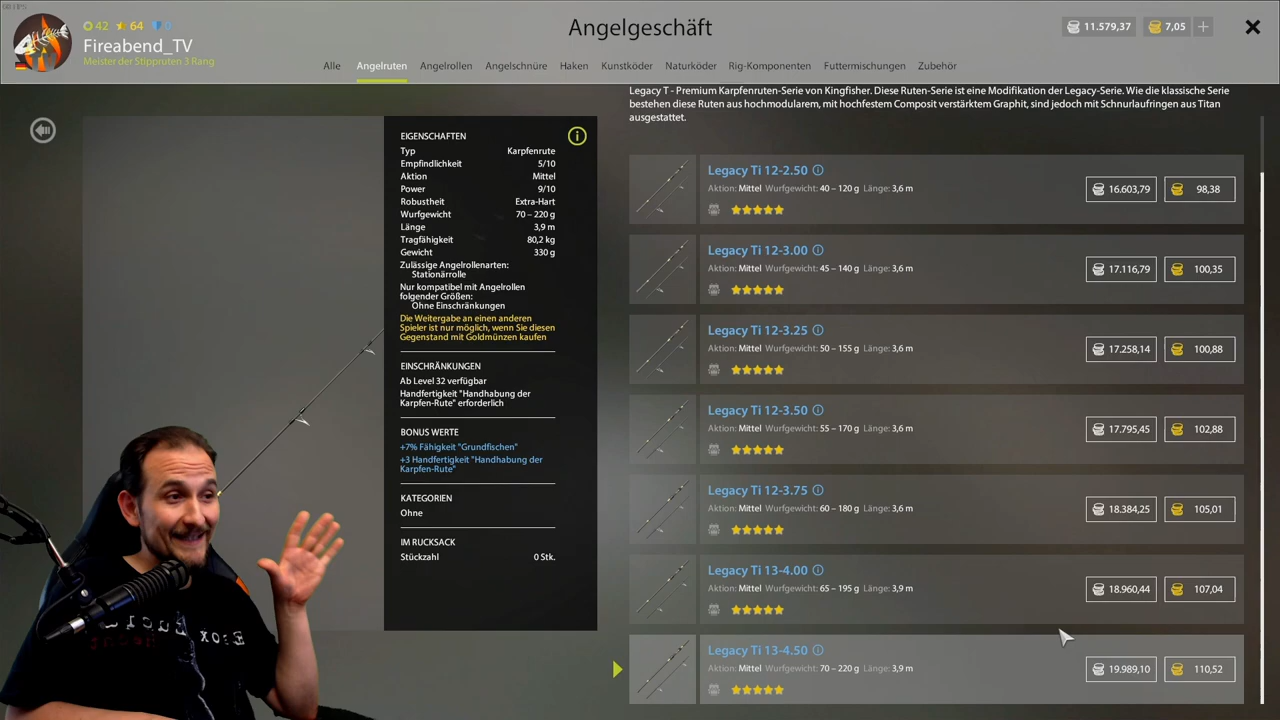 60 FPS
42 64 0
Fireabend_TV
Meister der Stippruten 3 Rang
Angelgeschäft
11.579,37 7,05 +
Alle Angelruten Angelrollen Angelschnüre Haken Kunstköder Naturköder Rig-Komponenten Futtermischungen Zubehör
EIGENSCHAFTEN
Typ Karpfenrute
Empfindlichkeit 5/10
Aktion Mittel
Power 9/10
Robustheit Extra-Hart
Wurfgewicht 70 – 220 g
Länge 3,9 m
Tragfähigkeit 80,2 kg
Gewicht 330 g
Zulässige Angelrollenarten:
Stationärrolle
Nur kompatibel mit Angelrollen
folgender Größen:
Ohne Einschränkungen
Die Weitergabe an einen anderen
Spieler ist nur möglich, wenn Sie diesen
Gegenstand mit Goldmünzen kaufen
EINSCHRÄNKUNGEN
Ab Level 32 verfügbar
Handfertigkeit "Handhabung der
Karpfen-Rute" erforderlich
BONUS WERTE
+7% Fähigkeit "Grundfischen"
+3 Handfertigkeit "Handhabung der
Karpfen-Rute"
KATEGORIEN
Ohne
IM RUCKSACK
Stückzahl 0 Stk.
Legacy T - Premium Karpfenruten-Serie von Kingfisher. Diese Ruten-Serie ist eine Modifikation der Legacy-Serie. Wie die klassische Serie
bestehen diese Ruten aus hochmodularem, mit hochfestem Composit verstärktem Graphit, sind jedoch mit Schnurlaufringen aus Titan
ausgestattet.
Legacy Ti 12-2.50
Aktion: Mittel Wurfgewicht: 40 – 120 g Länge: 3,6 m
16.603,79 98,38
Legacy Ti 12-3.00
Aktion: Mittel Wurfgewicht: 45 – 140 g Länge: 3,6 m
17.116,79 100,35
Legacy Ti 12-3.25
Aktion: Mittel Wurfgewicht: 50 – 155 g Länge: 3,6 m
17.258,14 100,88
Legacy Ti 12-3.50
Aktion: Mittel Wurfgewicht: 55 – 170 g Länge: 3,6 m
17.795,45 102,88
Legacy Ti 12-3.75
Aktion: Mittel Wurfgewicht: 60 – 180 g Länge: 3,6 m
18.384,25 105,01
Legacy Ti 13-4.00
Aktion: Mittel Wurfgewicht: 65 – 195 g Länge: 3,9 m
18.960,44 107,04
Legacy Ti 13-4.50
Aktion: Mittel Wurfgewicht: 70 – 220 g Länge: 3,9 m
19.989,10 110,52